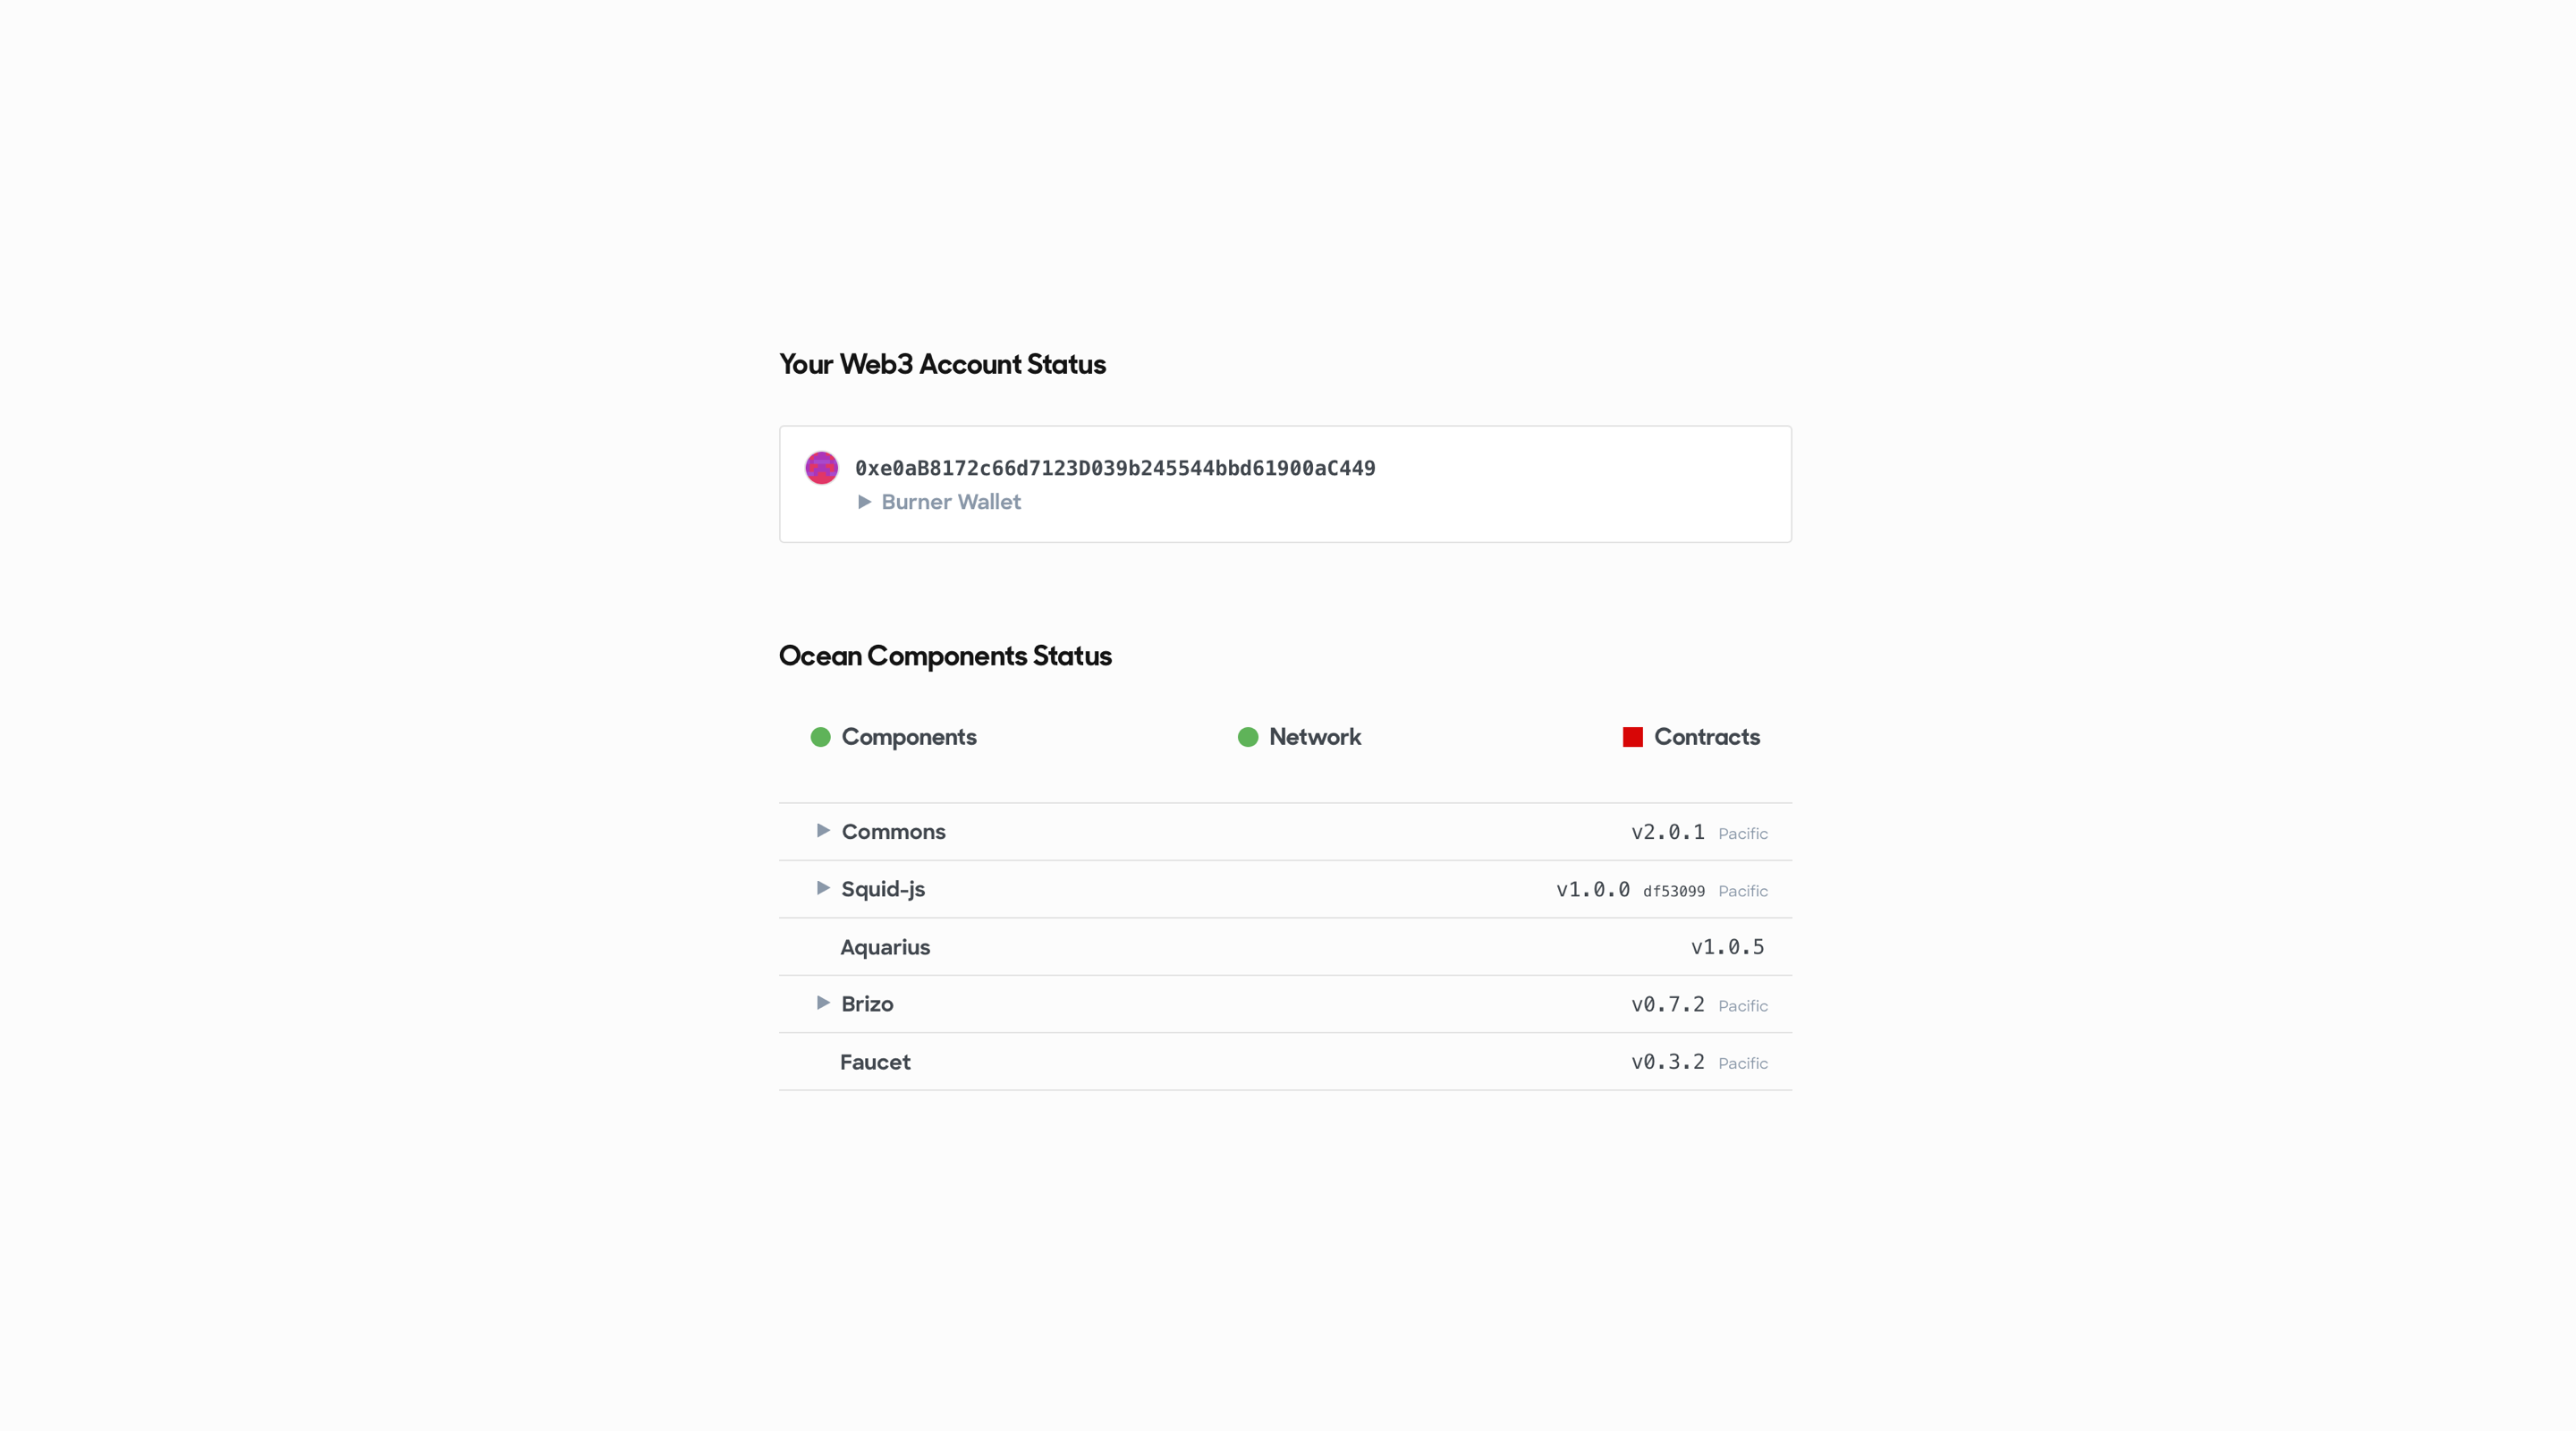 Your Web3 Account Status
0xe0aB8172c66d7123D039b245544bbd61900aC449
Burner Wallet
Ocean Components Status
Components Network Contracts
Commons v2.0.1 Pacific
Squid-js v1.0.0 df53099 Pacific
Aquarius v1.0.5
Brizo v0.7.2 Pacific
Faucet v0.3.2 Pacific